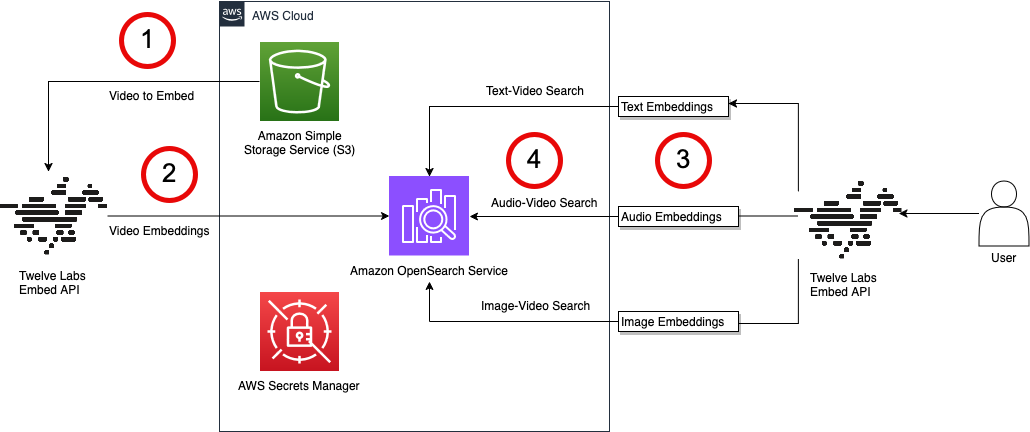 aws
AWS Cloud
1
Video to Embed
Amazon Simple
Storage Service (S3)
Text-Video Search
Text Embeddings
2
4
3
Video Embeddings
Audio-Video Search
Audio Embeddings
User
Twelve Labs
Embed API
Amazon OpenSearch Service
Twelve Labs
Embed API
Image-Video Search
Image Embeddings
AWS Secrets Manager